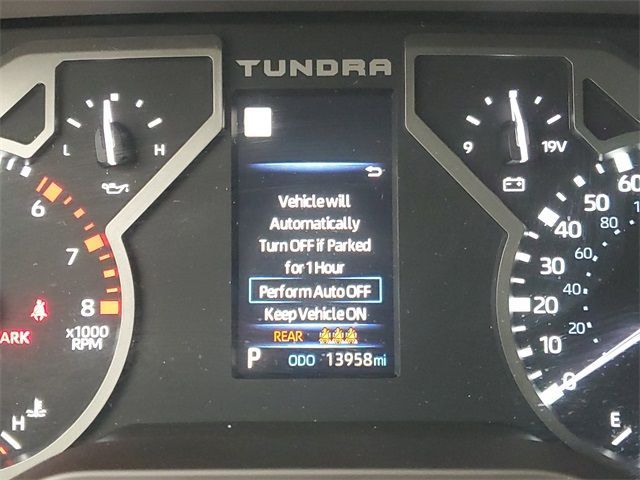 TUNDRA
L H
9 19V
Vehicle will
Automatically
Turn OFF if Parked
for 1 Hour
Perform Auto OFF
Keep Vehicle ON
REAR
P ODO 13958 mi
6
7
8
x1000
RPM
ARK
H
60
50
80
40
60
30
40
20
20
10
0
E